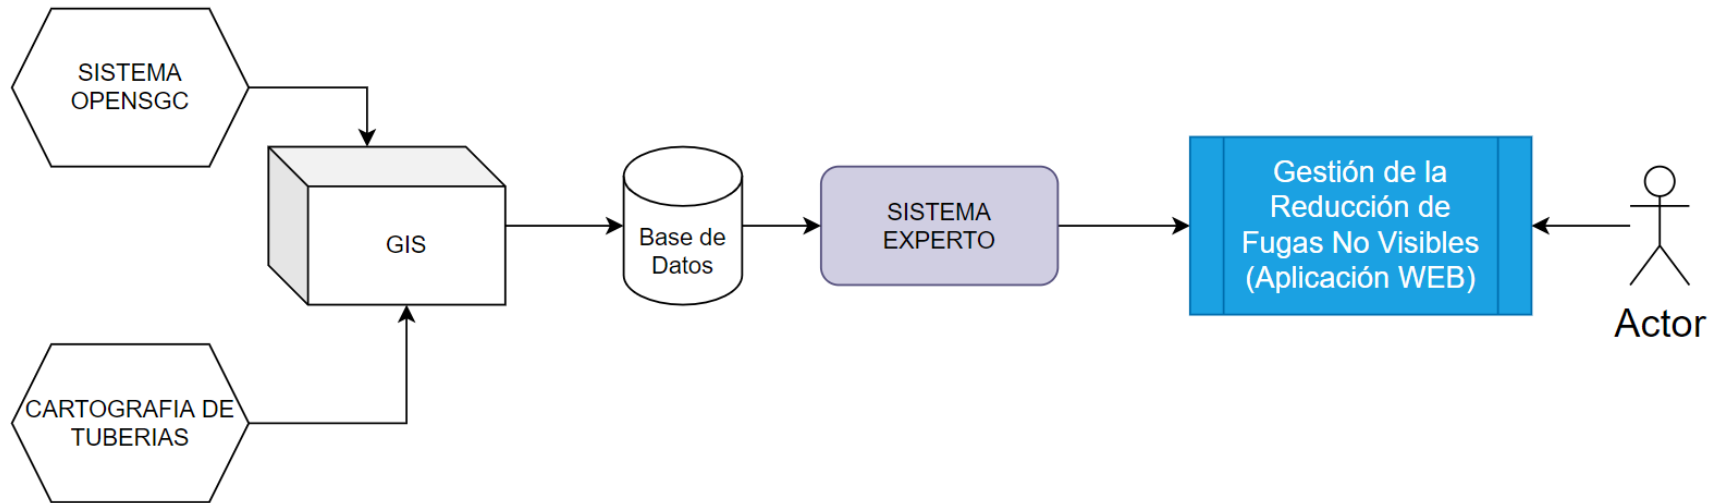 SISTEMA
OPENSGC
GIS
CARTOGRAFIA DE
TUBERIAS
Base de
Datos
SISTEMA
EXPERTO
Gestión de la
Reducción de
Fugas No Visibles
(Aplicación WEB)
Actor